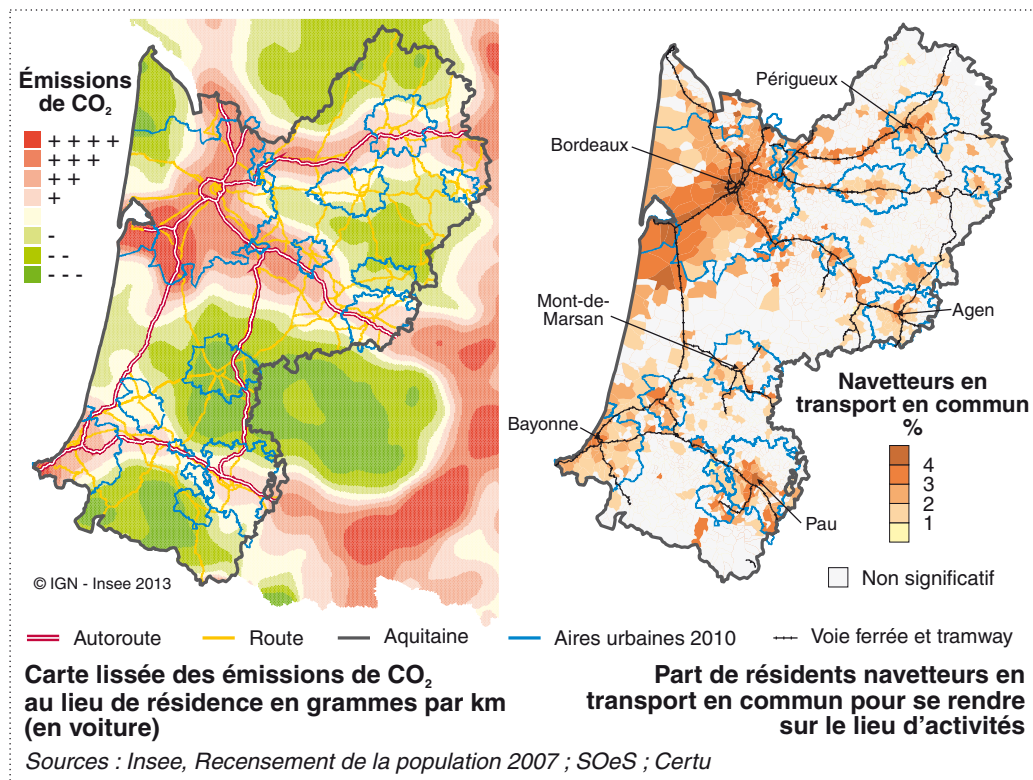 Émissions
de CO₂
+ + + +
+ + +
+ +
+
-
- -
- - -
© IGN - Insee 2013
Périgueux
Bordeaux
Mont-de-
Marsan
Agen
Bayonne
Pau
Navetteurs en
transport en commun
%
4
3
2
1
Non significatif
Autoroute
Route
Aquitaine
Aires urbaines 2010
Voie ferrée et tramway
Carte lissée des émissions de CO₂
au lieu de résidence en grammes par km
(en voiture)
Part de résidents navetteurs en
transport en commun pour se rendre
sur le lieu d’activités
Sources : Insee, Recensement de la population 2007 ; SOeS ; Certu